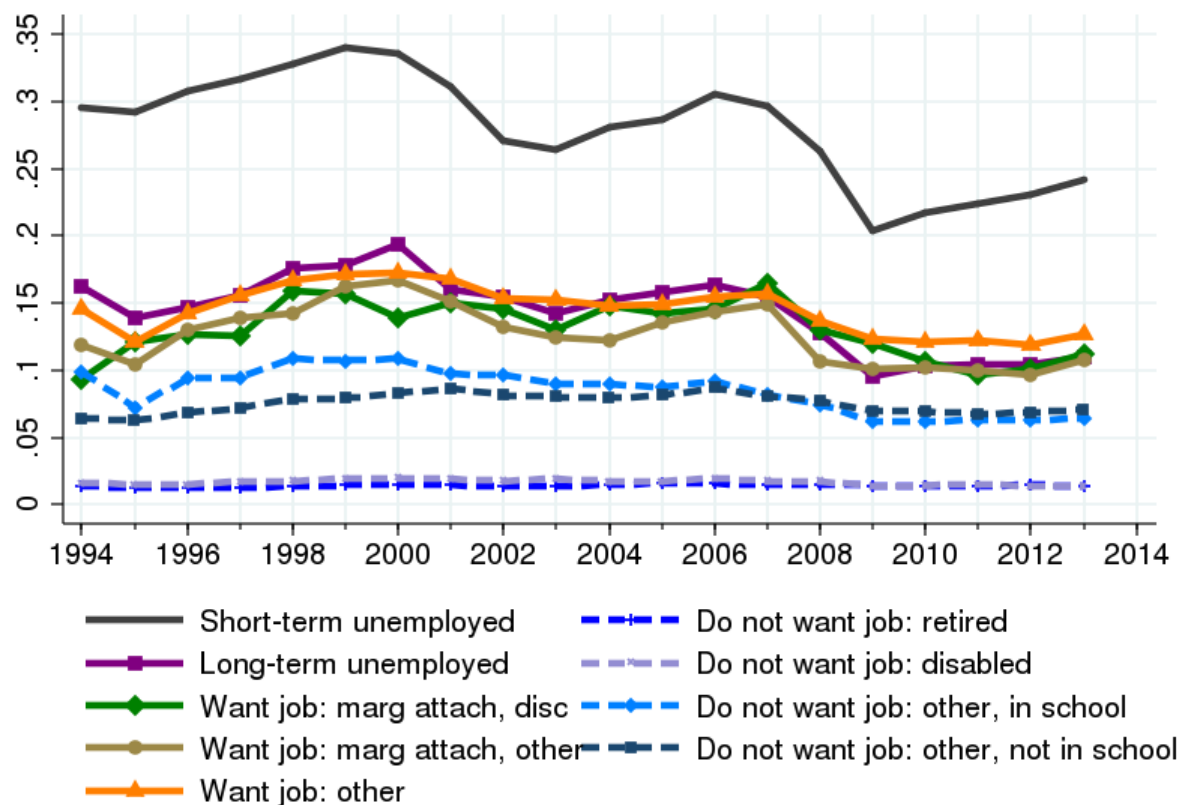 .35
.3
.25
.2
.15
.1
.05
0
1994 1996 1998 2000 2002 2004 2006 2008 2010 2012 2014
Short-term unemployed
Long-term unemployed
Want job: marg attach, disc
Want job: marg attach, other
Want job: other
Do not want job: retired
Do not want job: disabled
Do not want job: other, in school
Do not want job: other, not in school